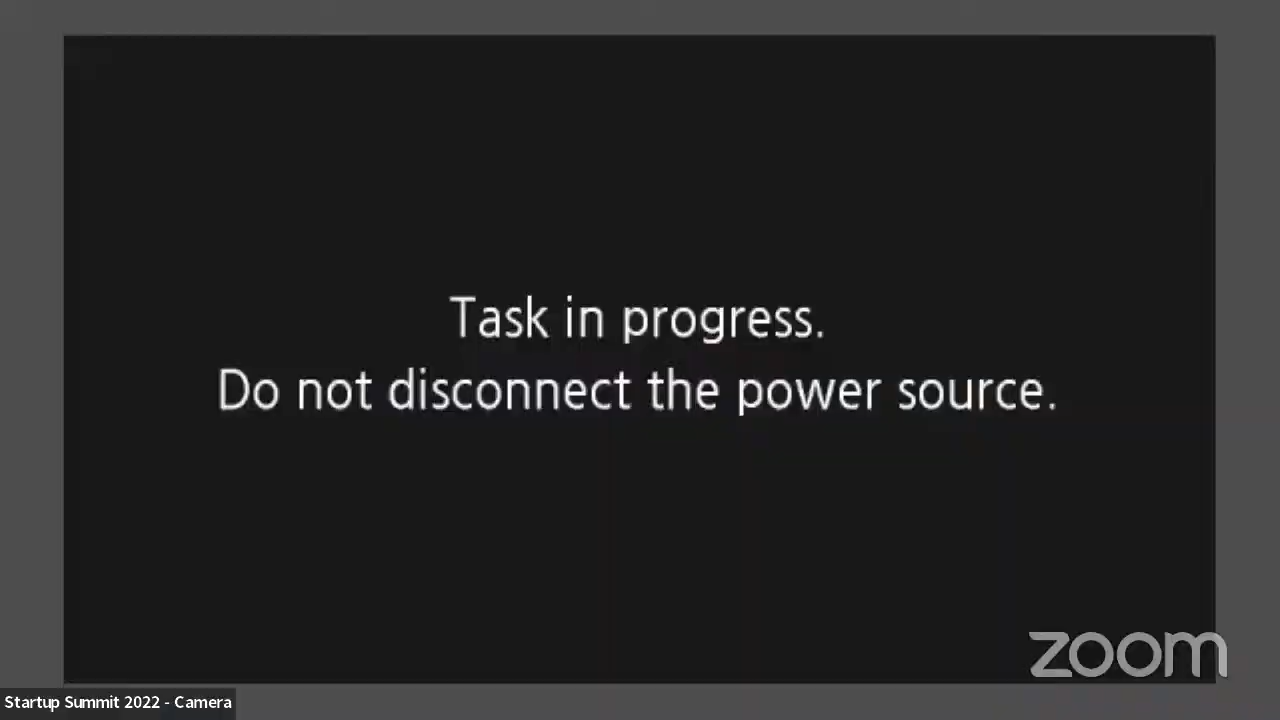 Task in progress.
Do not disconnect the power source.
zoom
Startup Summit 2022 - Camera